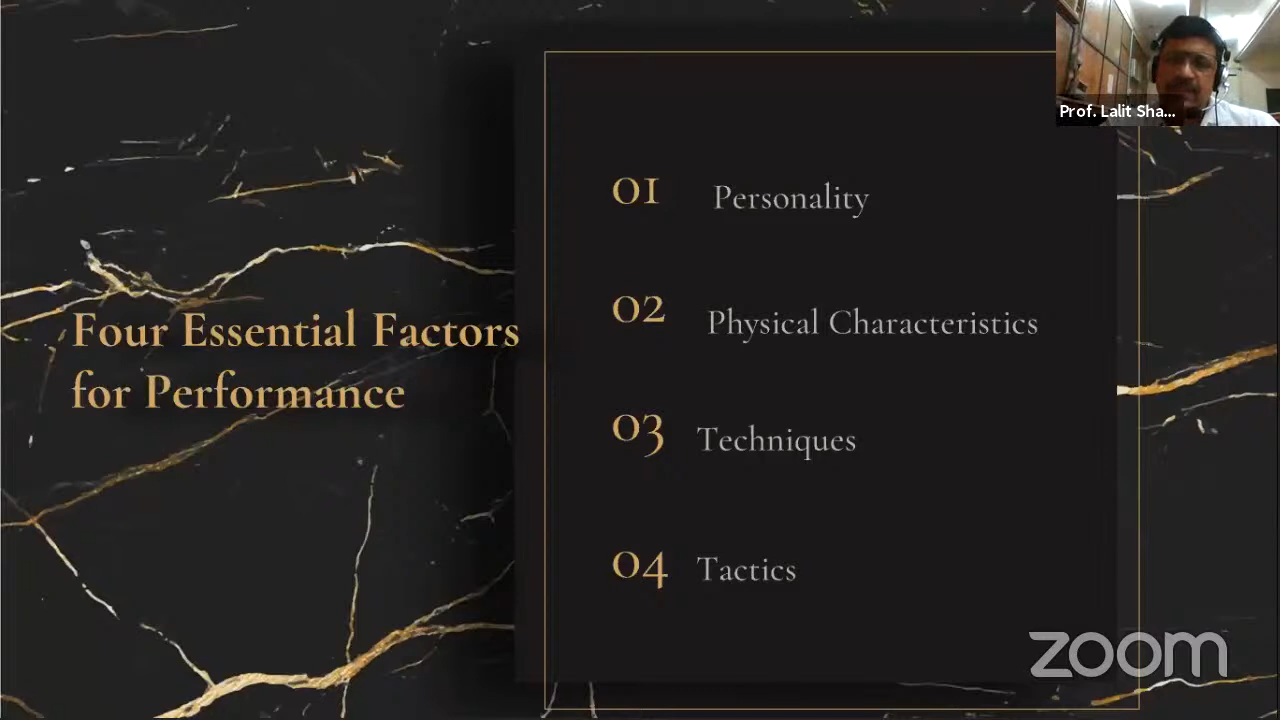 Prof. Lalit Sha...
Four Essential Factors
for Performance
01 Personality
02 Physical Characteristics
03 Techniques
04 Tactics
zoom